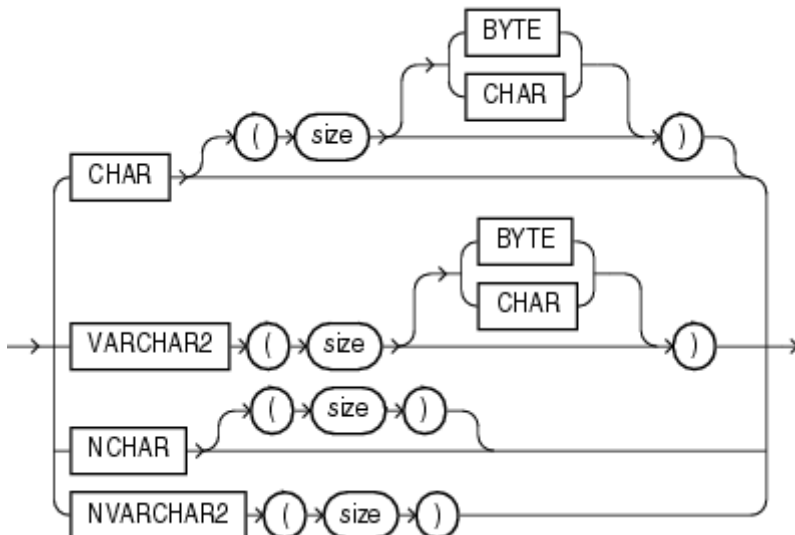 BYTE
CHAR
( size )
CHAR
BYTE
CHAR
VARCHAR2 ( size )
( size )
NCHAR
NVARCHAR2 ( size )